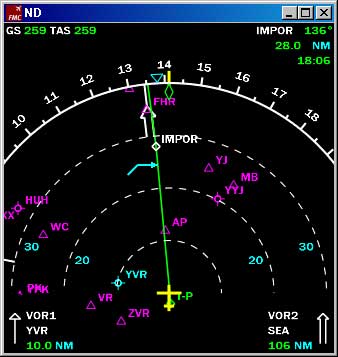 FMC ND
GS 259 TAS 259
IMPOR 136°
28.0 NM
18:06
10 11 12 13 14 15 16 17 18
FHR
IMPOR
YJ
MB
YYJ
HUH
WC
AP
30 30
20 20
YVR
VR
ZVR
T-P
VOR1
YVR
10.0 NM
VOR2
SEA
106 NM